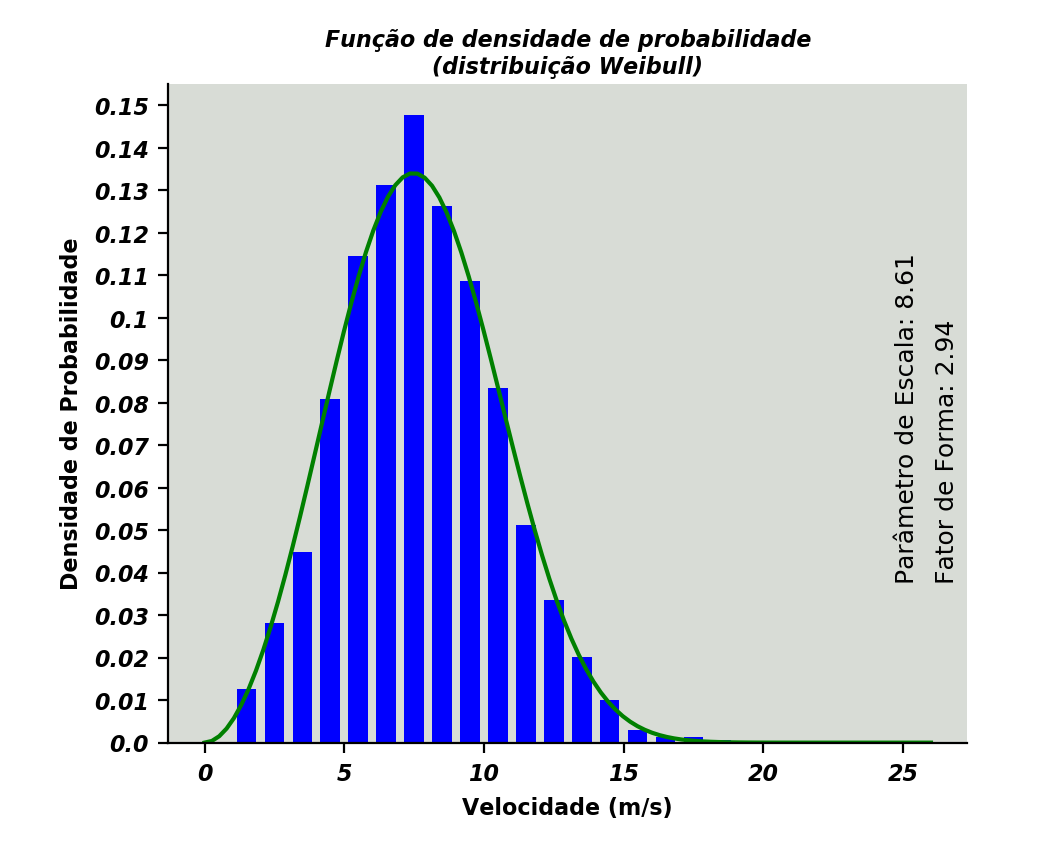 Função de densidade de probabilidade
(distribuição Weibull)
Densidade de Probabilidade
0.15
0.14
0.13
0.12
0.11
0.1
0.09
0.08
0.07
0.06
0.05
0.04
0.03
0.02
0.01
0.0
Parâmetro de Escala: 8.61
Fator de Forma: 2.94
0 5 10 15 20 25
Velocidade (m/s)